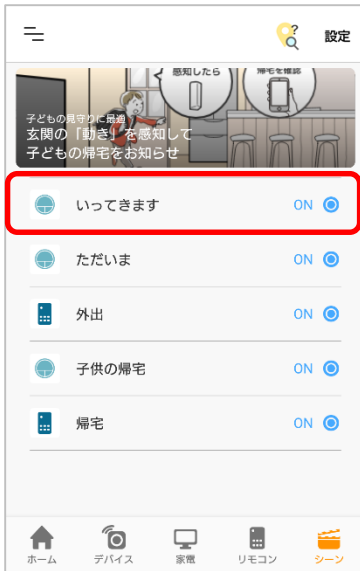 ?
設定
感知したら
帰宅を確認
子どもの見守りに最適
玄関の「動き」を感知して
子どもの帰宅をお知らせ
いってきます ON
ただいま ON
外出 ON
子供の帰宅 ON
帰宅 ON
ホーム デバイス 家電 リモコン シーン